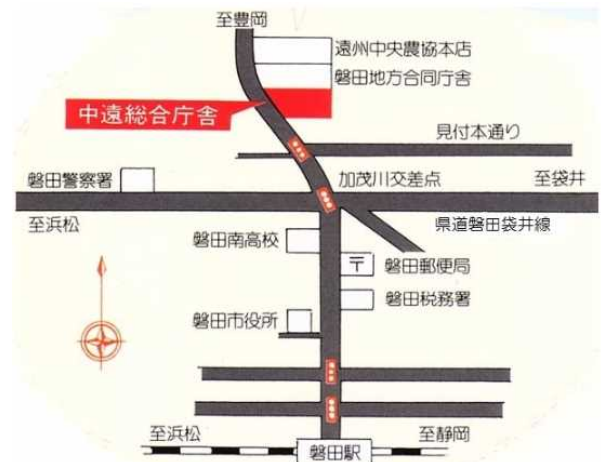 至豊岡
遠州中央農協本店
磐田地方合同庁舎
中遠総合庁舎
見付本通り
磐田警察署
加茂川交差点
至袋井
至浜松
県道磐田袋井線
磐田南高校
〒
磐田郵便局
磐田税務署
磐田市役所
至浜松
至静岡
磐田駅